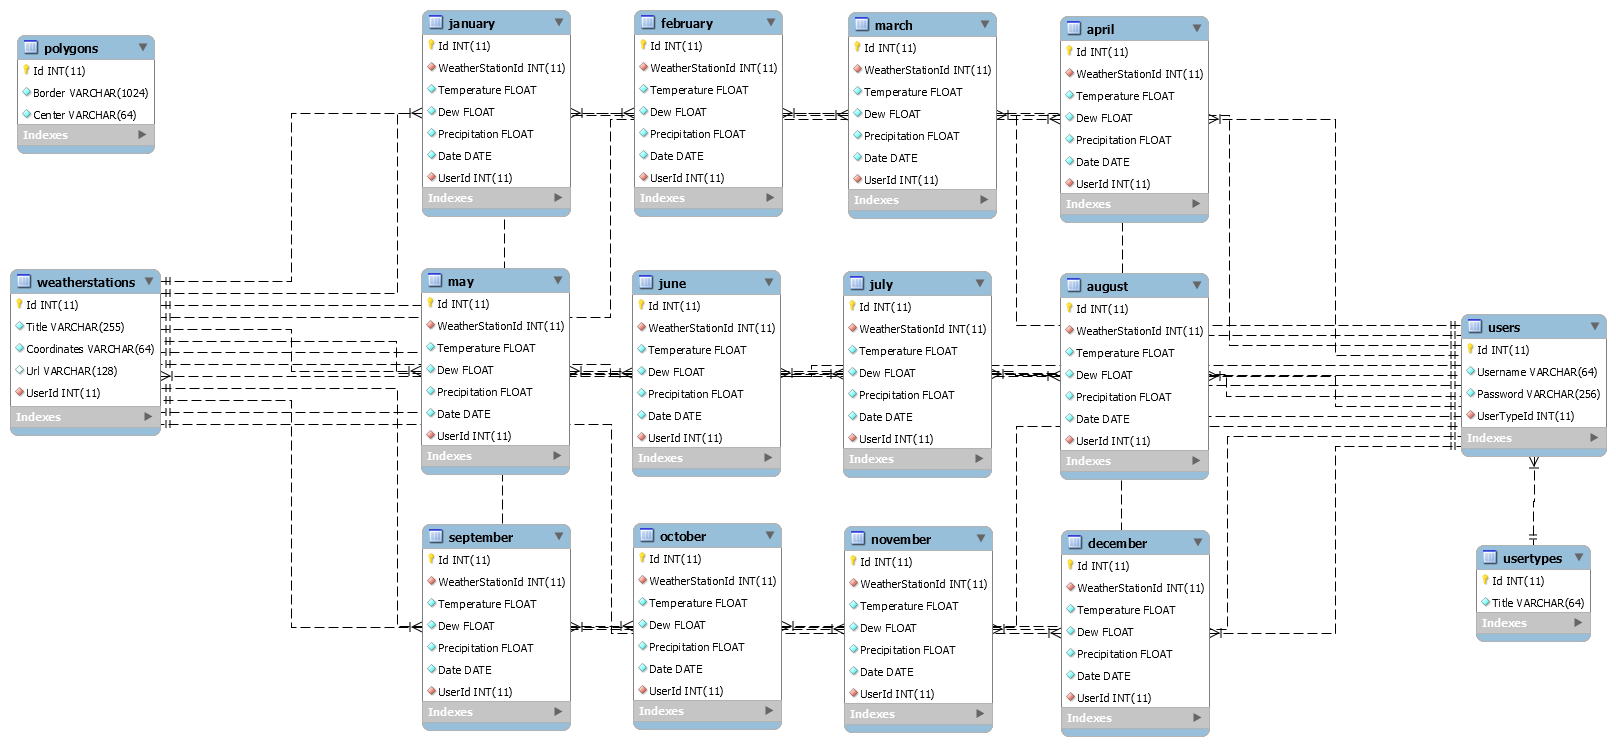 polygons
Id INT(11)
Border VARCHAR(1024)
Center VARCHAR(64)
Indexes
january
Id INT(11)
WeatherStationId INT(11)
Temperature FLOAT
Dew FLOAT
Precipitation FLOAT
Date DATE
UserId INT(11)
Indexes
february
Id INT(11)
WeatherStationId INT(11)
Temperature FLOAT
Dew FLOAT
Precipitation FLOAT
Date DATE
UserId INT(11)
Indexes
march
Id INT(11)
WeatherStationId INT(11)
Temperature FLOAT
Dew FLOAT
Precipitation FLOAT
Date DATE
UserId INT(11)
Indexes
april
Id INT(11)
WeatherStationId INT(11)
Temperature FLOAT
Dew FLOAT
Precipitation FLOAT
Date DATE
UserId INT(11)
Indexes
weatherstations
Id INT(11)
Title VARCHAR(255)
Coordinates VARCHAR(64)
Url VARCHAR(128)
UserId INT(11)
Indexes
may
Id INT(11)
WeatherStationId INT(11)
Temperature FLOAT
Dew FLOAT
Precipitation FLOAT
Date DATE
UserId INT(11)
Indexes
june
Id INT(11)
WeatherStationId INT(11)
Temperature FLOAT
Dew FLOAT
Precipitation FLOAT
Date DATE
UserId INT(11)
Indexes
july
Id INT(11)
WeatherStationId INT(11)
Temperature FLOAT
Dew FLOAT
Precipitation FLOAT
Date DATE
UserId INT(11)
Indexes
august
Id INT(11)
WeatherStationId INT(11)
Temperature FLOAT
Dew FLOAT
Precipitation FLOAT
Date DATE
UserId INT(11)
Indexes
users
Id INT(11)
Username VARCHAR(64)
Password VARCHAR(256)
UserTypeId INT(11)
Indexes
september
Id INT(11)
WeatherStationId INT(11)
Temperature FLOAT
Dew FLOAT
Precipitation FLOAT
Date DATE
UserId INT(11)
Indexes
october
Id INT(11)
WeatherStationId INT(11)
Temperature FLOAT
Dew FLOAT
Precipitation FLOAT
Date DATE
UserId INT(11)
Indexes
november
Id INT(11)
WeatherStationId INT(11)
Temperature FLOAT
Dew FLOAT
Precipitation FLOAT
Date DATE
UserId INT(11)
Indexes
december
Id INT(11)
WeatherStationId INT(11)
Temperature FLOAT
Dew FLOAT
Precipitation FLOAT
Date DATE
UserId INT(11)
Indexes
usertypes
Id INT(11)
Title VARCHAR(64)
Indexes